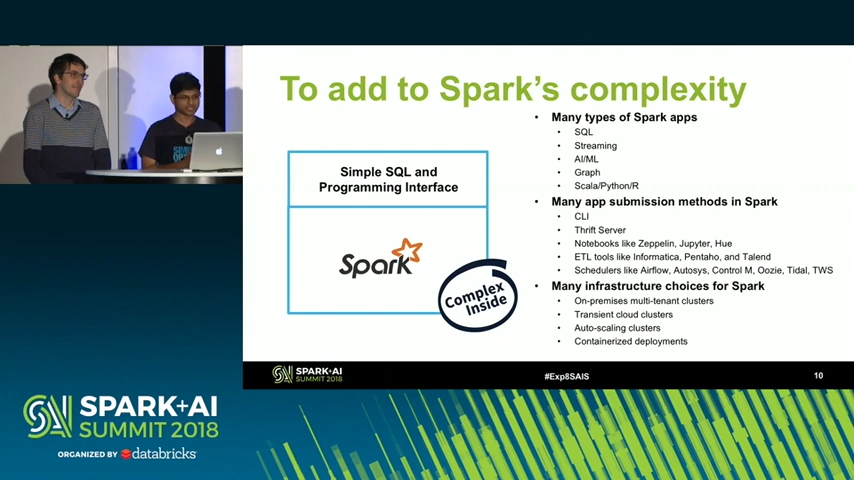 To add to Spark's complexity
Simple SQL and
Programming Interface
Spark
Complex
Inside
• Many types of Spark apps
• SQL
• Streaming
• AI/ML
• Graph
• Scala/Python/R
• Many app submission methods in Spark
• CLI
• Thrift Server
• Notebooks like Zeppelin, Jupyter, Hue
• ETL tools like Informatica, Pentaho, and Talend
• Schedulers like Airflow, Autosys, Control M, Oozie, Tidal, TWS
• Many infrastructure choices for Spark
• On-premises multi-tenant clusters
• Transient cloud clusters
• Auto-scaling clusters
• Containerized deployments
SPARK+AI
SUMMIT 2018
#Exp8SAIS
10
SPARK+AI
SUMMIT 2018
ORGANIZED BY databricks